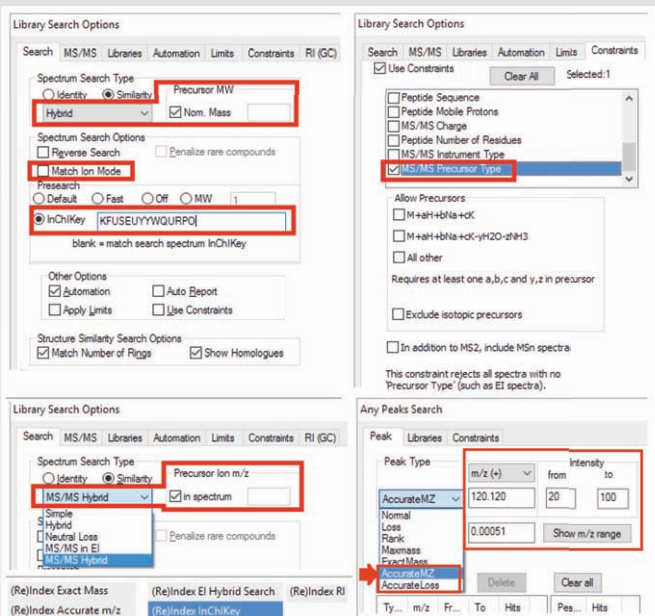 Library Search Options
Search MS/MS Libraries Automation Limits Constraints RI (GC)
Spectrum Search Type
Identity Similarity
Precursor MW
Hybrid
Nom. Mass
Spectrum Search Options
Reverse Search
Penalize rare compounds
Match Ion Mode
Presearch
Default Fast Off MW 1
InChIKey KFUSEUYYWQURPO
blank = match search spectrum InChIKey
Other Options
Automation Auto Report
Apply Limits Use Constraints
Structure Similarity Search Options
Match Number of Rings Show Homologues
Library Search Options
Search MS/MS Libraries Automation Limits Constraints
Use Constraints
Clear All
Selected:1
Peptide Sequence
Peptide Mobile Protons
MS/MS Charge
Peptide Number of Residues
MS/MS Instrument Type
MS/MS Precursor Type
Allow Precursors
M+aH+bNa+cK
M+aH+bNa+cK-yH2O-zNH3
All other
Requires at least one a,b,c and y,z in precursor
Exclude isotopic precursors
In addition to MS2, include MSn spectra
This constraint rejects all spectra with no
'Precursor Type' (such as EI spectra).
Library Search Options
Search MS/MS Libraries Automation Limits Constraints RI (GC)
Spectrum Search Type
Identity Similarity
Precursor Ion m/z
MS/MS Hybrid
in spectrum
Simple
Hybrid
Neutral Loss
MS/MS in EI
MS/MS Hybrid
Penalize rare compounds
(Re)Index Exact Mass (Re)Index EI Hybrid Search (Re)Index RI
(Re)Index Accurate m/z (Re)Index InChIKey
Any Peaks Search
Peak Libraries Constraints
Peak Type
m/z (+)
Intensity
from to
AccurateMZ
120.120 20 100
Normal
Loss
Rank
Maxmass
ExactMass
AccurateMZ
AccurateLoss
0.00051
Show m/z range
Delete Clear all
Ty... m/z Fr... To Hits Pea... Hits